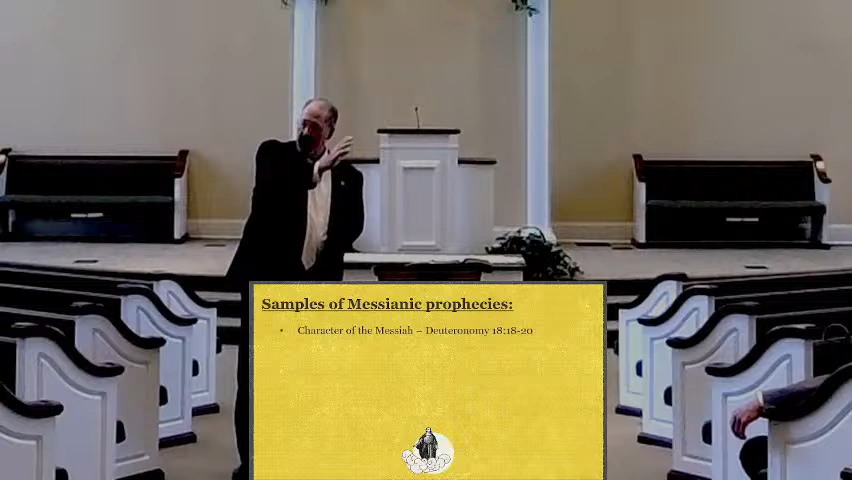 Samples of Messianic prophecies:
• Character of the Messiah – Deuteronomy 18:18-20